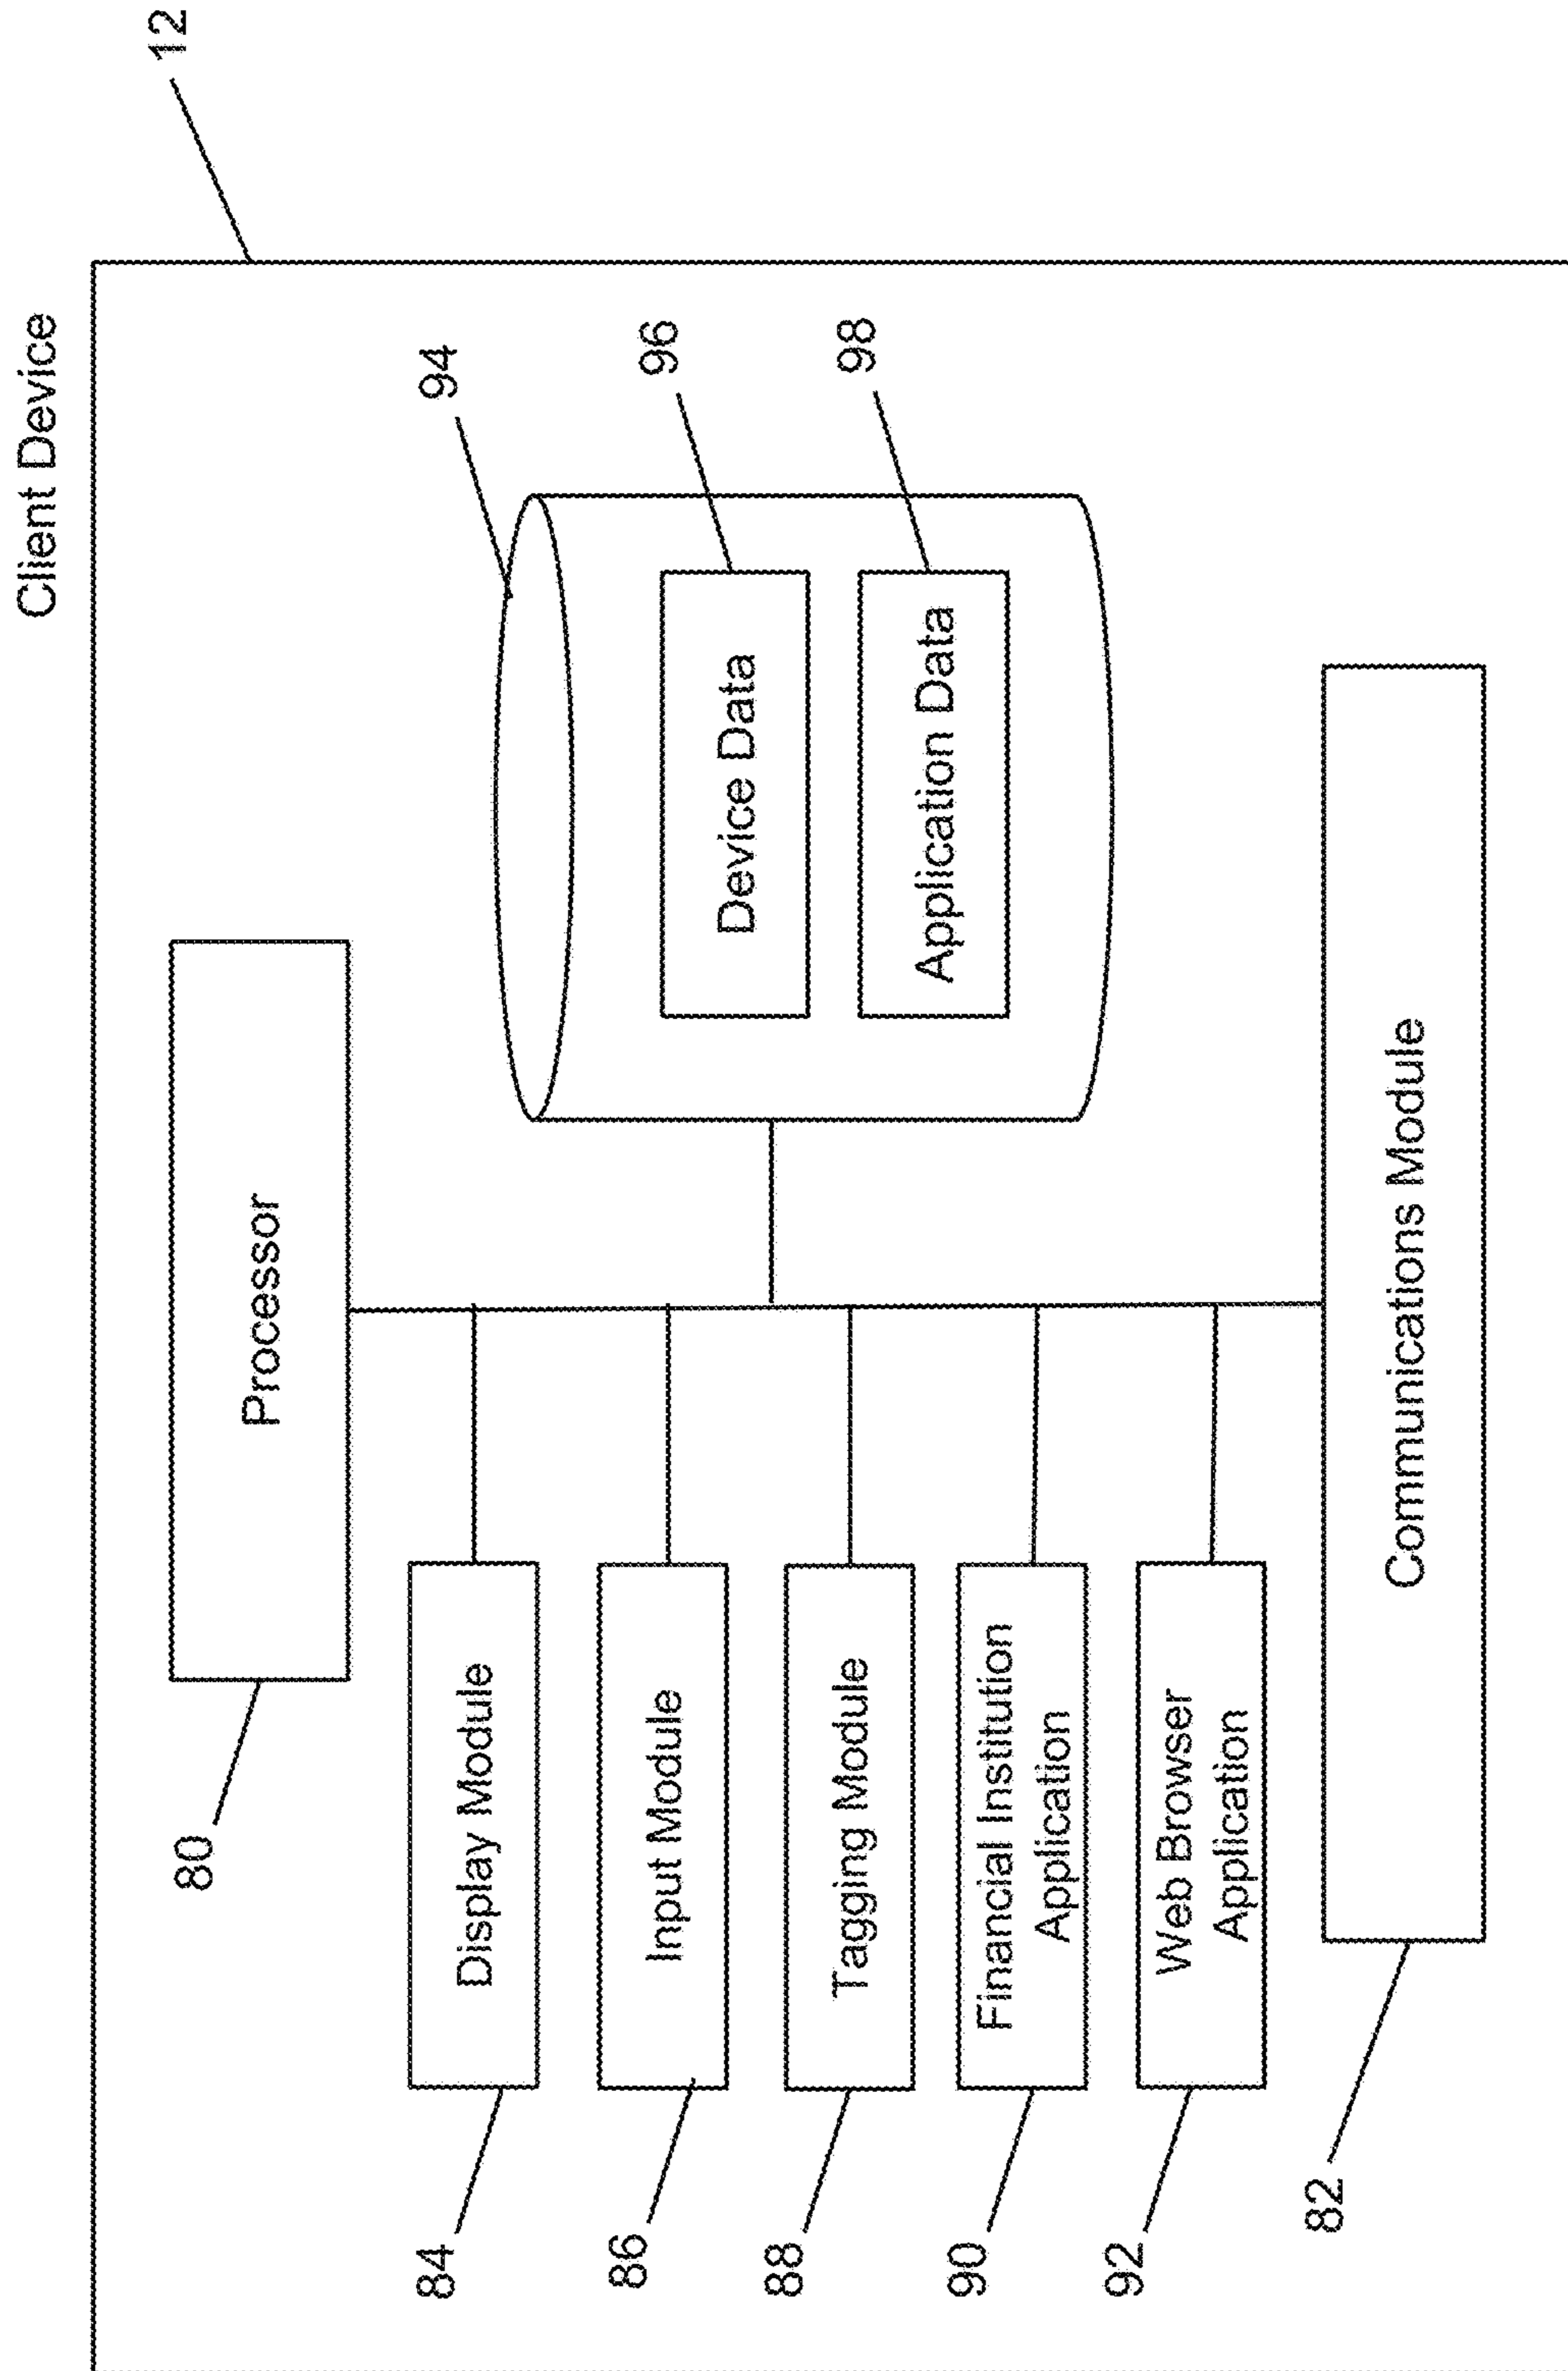 Client Device
12
Processor
80
94
Display Module
84
Device Data
96
Input Module
86
Application Data
98
Tagging Module
88
Financial Institution
Application
90
Web Browser
Application
92
Communications Module
82